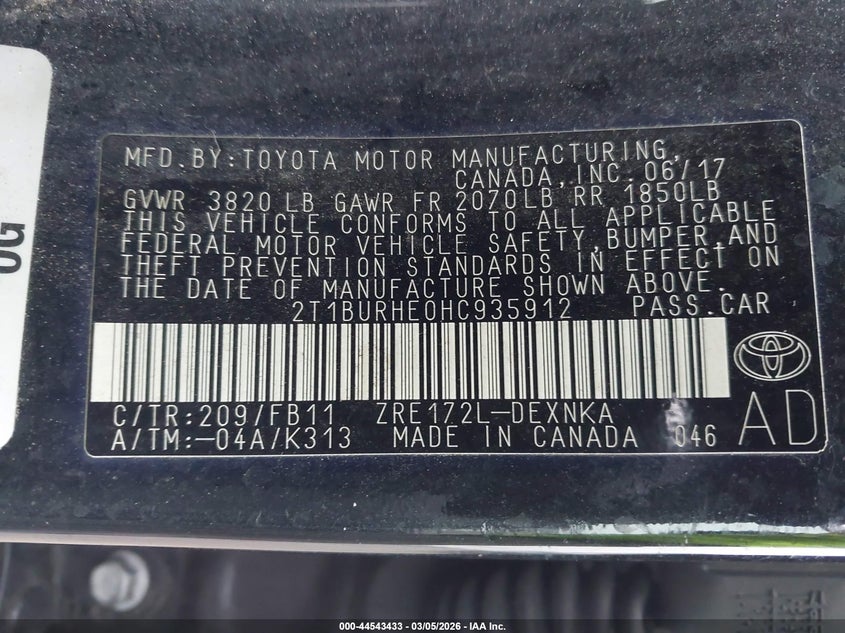 OG
MFD.BY:TOYOTA MOTOR MANUFACTURING,
CANADA,INC. 06/17
GVWR 3820 LB GAWR FR 2070LB RR 1850LB
THIS VEHICLE CONFORMS TO ALL APPLICABLE
FEDERAL MOTOR VEHICLE SAFETY,BUMPER,AND
THEFT PREVENTION STANDARDS IN EFFECT ON
THE DATE OF MANUFACTURE SHOWN ABOVE.
2T1BURHE0HC935912 PASS.CAR
C/TR:209/FB11 ZRE172L-DEXNKA
A/TM:-04A/K313 MADE IN CANADA 046
AD
000-44543433 - 03/05/2026 - IAA Inc.